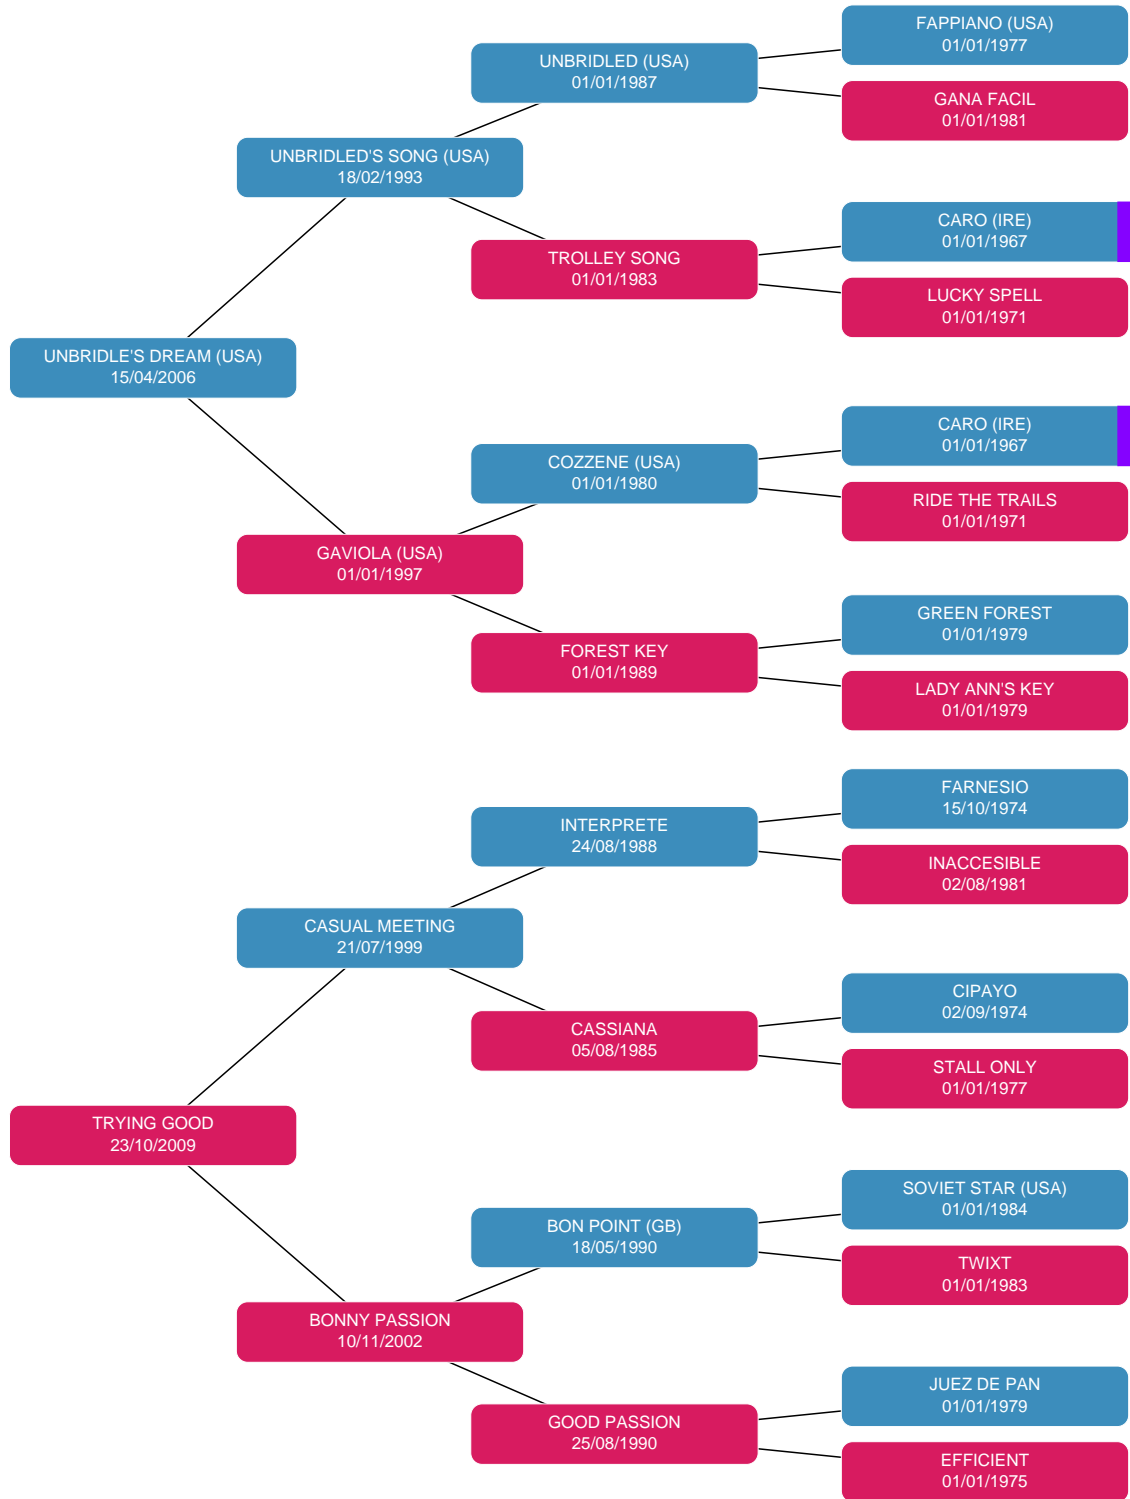 FAPPIANO (USA)
01/01/1977
UNBRIDLED (USA)
01/01/1987
GANA FACIL
01/01/1981
UNBRIDLED'S SONG (USA)
18/02/1993
CARO (IRE)
01/01/1967
TROLLEY SONG
01/01/1983
LUCKY SPELL
01/01/1971
UNBRIDLE'S DREAM (USA)
15/04/2006
CARO (IRE)
01/01/1967
COZZENE (USA)
01/01/1980
RIDE THE TRAILS
01/01/1971
GAVIOLA (USA)
01/01/1997
GREEN FOREST
01/01/1979
FOREST KEY
01/01/1989
LADY ANN'S KEY
01/01/1979
FARNESIO
15/10/1974
INTERPRETE
24/08/1988
INACCESIBLE
02/08/1981
CASUAL MEETING
21/07/1999
CIPAYO
02/09/1974
CASSIANA
05/08/1985
STALL ONLY
01/01/1977
TRYING GOOD
23/10/2009
SOVIET STAR (USA)
01/01/1984
BON POINT (GB)
18/05/1990
TWIXT
01/01/1983
BONNY PASSION
10/11/2002
JUEZ DE PAN
01/01/1979
GOOD PASSION
25/08/1990
EFFICIENT
01/01/1975